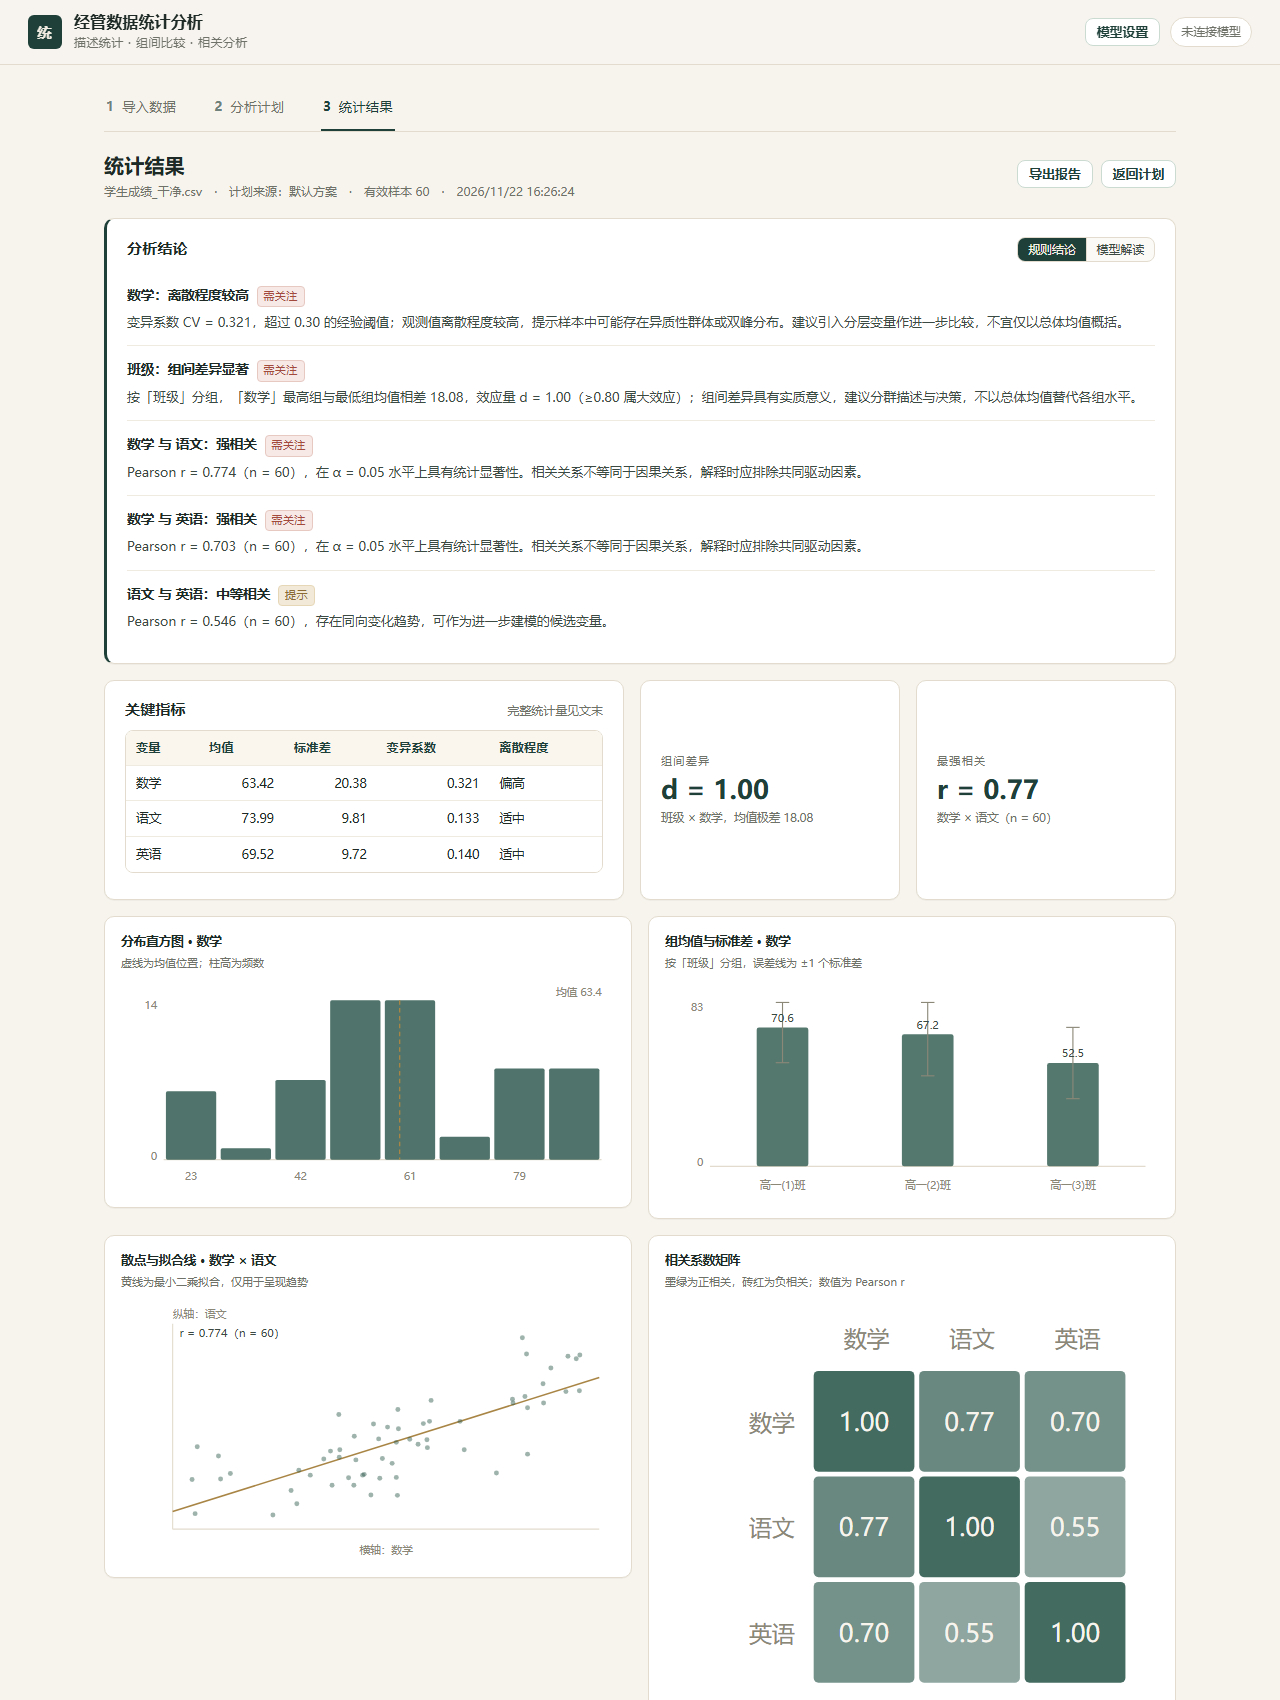 统
经管数据统计分析
描述统计 · 组间比较 · 相关分析
模型设置
未连接模型
1 导入数据
2 分析计划
3 统计结果
统计结果
学生成绩_干净.csv · 计划来源：默认方案 · 有效样本 60 · 2026/11/22 16:26:24
导出报告
返回计划
分析结论
规则结论
模型解读
数学：离散程度较高 需关注
变异系数 CV = 0.321，超过 0.30 的经验阈值；观测值离散程度较高，提示样本中可能存在异质性群体或双峰分布。建议引入分层变量作进一步比较，不宜仅以总体均值概括。
班级：组间差异显著 需关注
按「班级」分组，「数学」最高组与最低组均值相差 18.08，效应量 d = 1.00（≥0.80 属大效应）；组间差异具有实质意义，建议分群描述与决策，不以总体均值替代各组水平。
数学 与 语文：强相关 需关注
Pearson r = 0.774（n = 60），在 α = 0.05 水平上具有统计显著性。相关关系不等同于因果关系，解释时应排除共同驱动因素。
数学 与 英语：强相关 需关注
Pearson r = 0.703（n = 60），在 α = 0.05 水平上具有统计显著性。相关关系不等同于因果关系，解释时应排除共同驱动因素。
语文 与 英语：中等相关 提示
Pearson r = 0.546（n = 60），存在同向变化趋势，可作为进一步建模的候选变量。
关键指标
完整统计量见文末
变量 均值 标准差 变异系数 离散程度
数学 63.42 20.38 0.321 偏高
语文 73.99 9.81 0.133 适中
英语 69.52 9.72 0.140 适中
组间差异
d = 1.00
班级 × 数学，均值极差 18.08
最强相关
r = 0.77
数学 × 语文（n = 60）
分布直方图 • 数学
虚线为均值位置；柱高为频数
均值 63.4
14
0
23 42 61 79
组均值与标准差 • 数学
按「班级」分组，误差线为 ±1 个标准差
83
70.6
67.2
52.5
0
高一(1)班 高一(2)班 高一(3)班
散点与拟合线 • 数学 × 语文
黄线为最小二乘拟合，仅用于呈现趋势
纵轴：语文
r = 0.774（n = 60）
横轴：数学
相关系数矩阵
墨绿为正相关，砖红为负相关；数值为 Pearson r
数学 语文 英语
数学 1.00 0.77 0.70
语文 0.77 1.00 0.55
英语 0.70 0.55 1.00